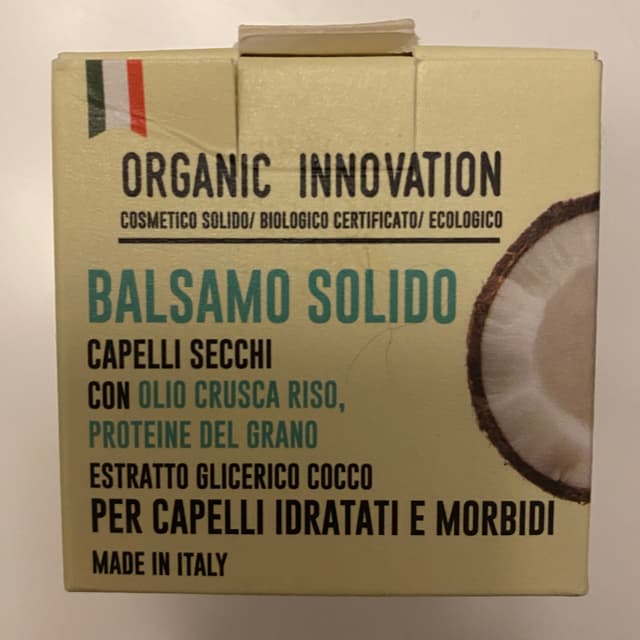 ORGANIC INNOVATION
COSMETICO SOLIDO/ BIOLOGICO CERTIFICATO/ ECOLOGICO
BALSAMO SOLIDO
CAPELLI SECCHI
CON OLIO CRUSCA RISO,
PROTEINE DEL GRANO
ESTRATTO GLICERICO COCCO
PER CAPELLI IDRATATI E MORBIDI
MADE IN ITALY